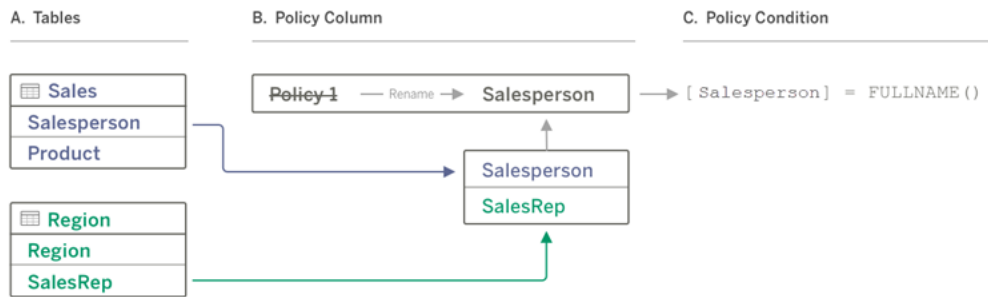 A. Tables
B. Policy Column
C. Policy Condition
Sales
Salesperson
Product
Policy 1
Rename
Salesperson
[Salesperson] = FULLNAME()
Salesperson
SalesRep
Region
Region
SalesRep